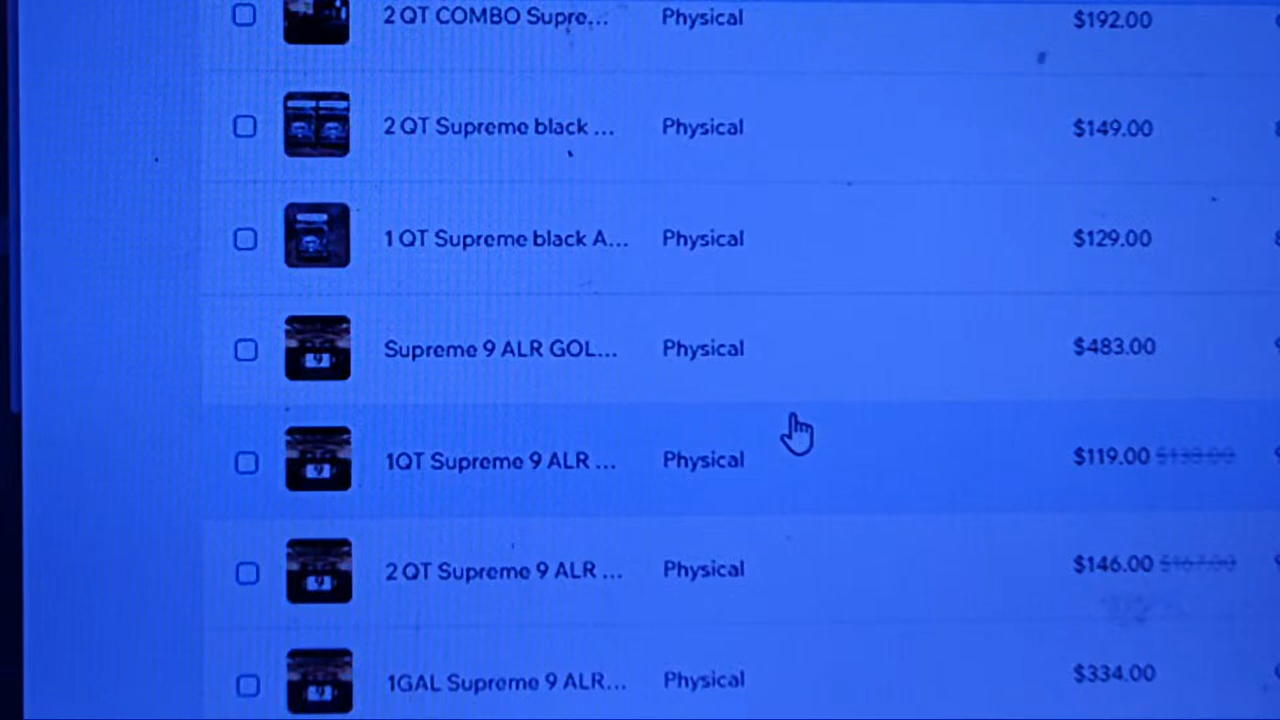 2 QT COMBO Supre... Physical $192.00
2 QT Supreme black ... Physical $149.00
1 QT Supreme black A... Physical $129.00
Supreme 9 ALR GOL... Physical $483.00
1QT Supreme 9 ALR ... Physical $119.00
2 QT Supreme 9 ALR ... Physical $146.00 $167.00
1GAL Supreme 9 ALR... Physical $334.00